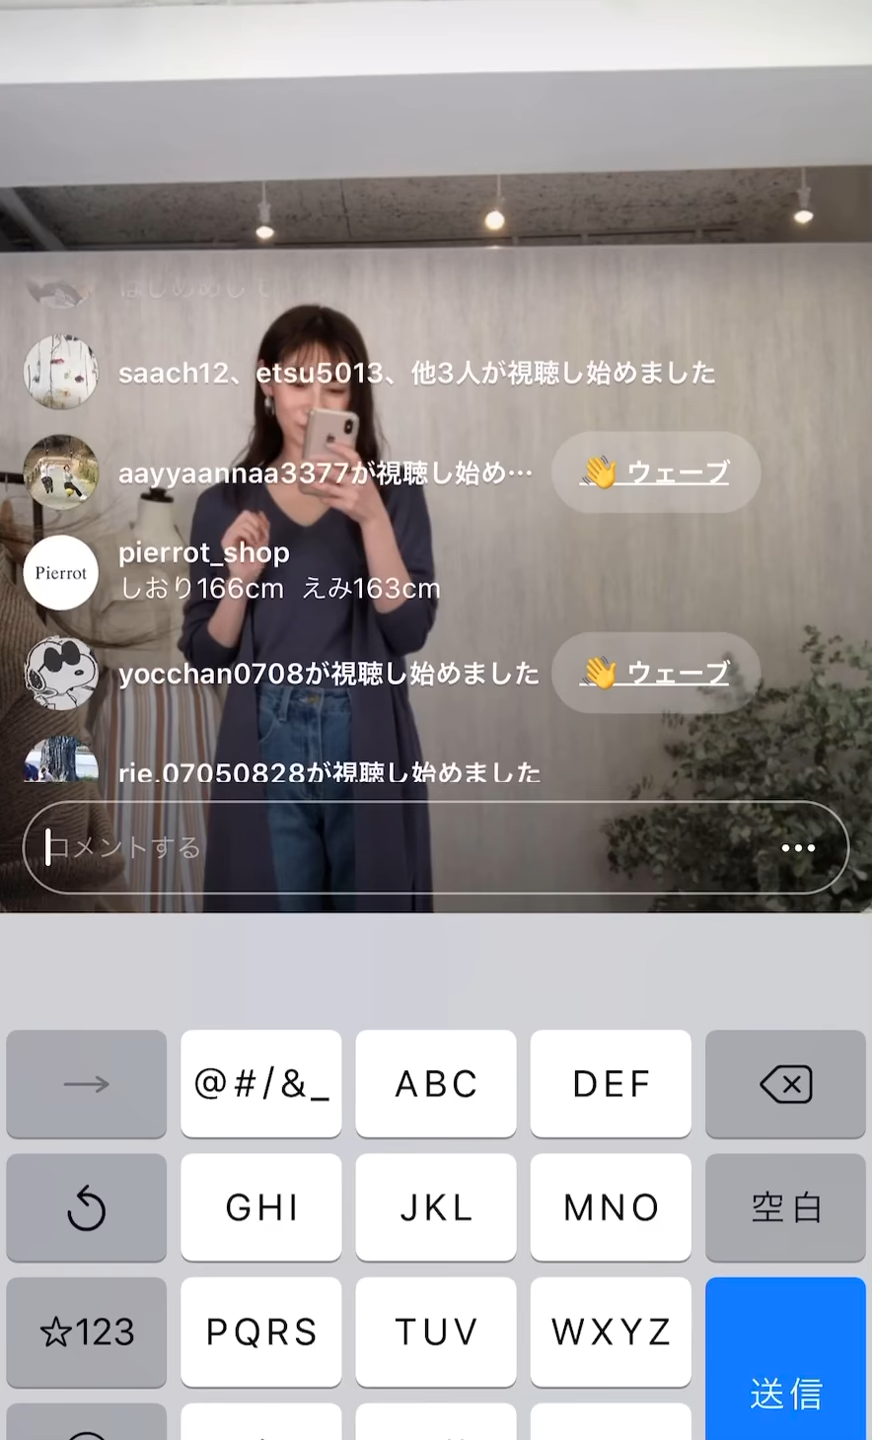 はじめめして
saach12、etsu5013、他3人が視聴し始めました
aayyaannaa3377が視聴し始め…
👋 ウェーブ
Pierrot
pierrot_shop
しおり166cm えみ163cm
yocchan0708が視聴し始めました
👋 ウェーブ
rie.07050828が視聴し始めました
コメントする
→ @#/&_ ABC DEF
GHI JKL MNO 空白
☆123 PQRS TUV WXYZ
送信